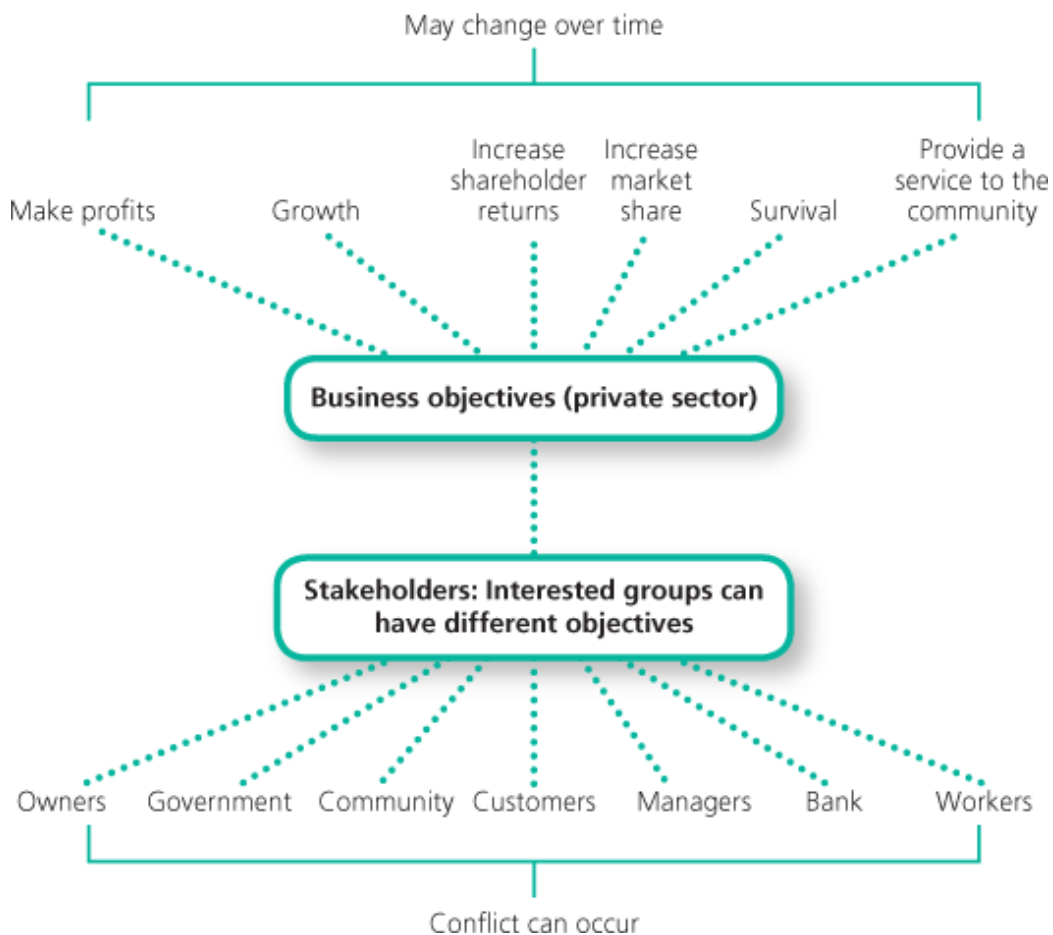 May change over time
Make profits
Growth
Increase
shareholder
returns
Increase
market
share
Survival
Provide a
service to the
community
Business objectives (private sector)
Stakeholders: Interested groups can
have different objectives
Owners
Government
Community
Customers
Managers
Bank
Workers
Conflict can occur